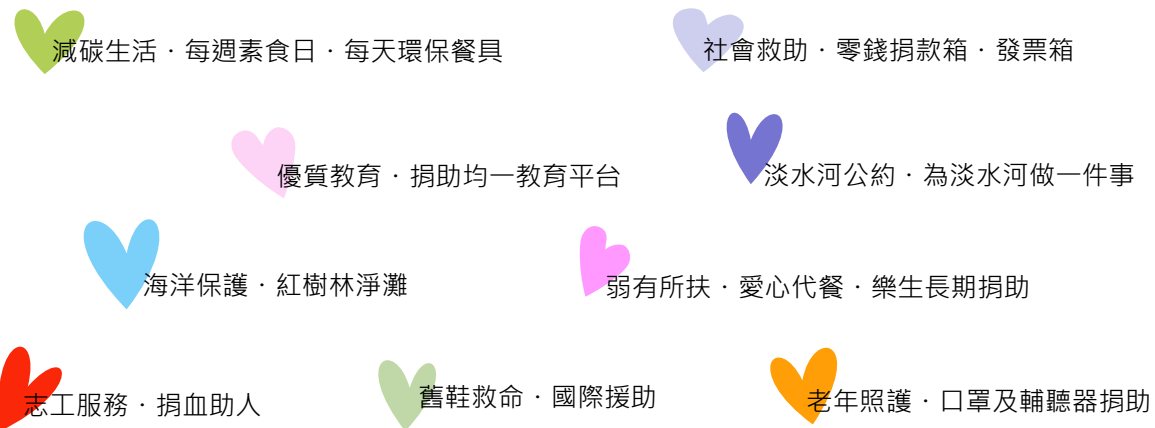 減碳生活．每週素食日．每天環保餐具
社會救助．零錢捐款箱．發票箱
優質教育．捐助均一教育平台
淡水河公約．為淡水河做一件事
海洋保護．紅樹林淨灘
弱有所扶．愛心代餐．樂生長期捐助
志工服務．捐血助人
舊鞋救命．國際援助
老年照護．口罩及輔聽器捐助